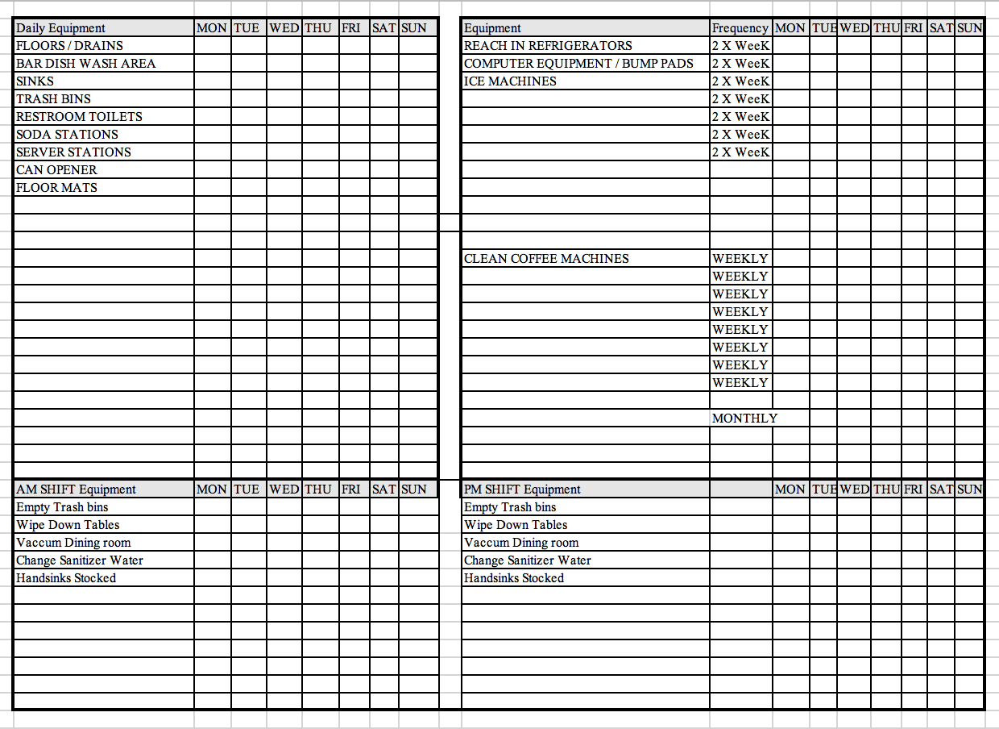 Daily Equipment MON TUE WED THU FRI SAT SUN
FLOORS / DRAINS
BAR DISH WASH AREA
SINKS
TRASH BINS
RESTROOM TOILETS
SODA STATIONS
SERVER STATIONS
CAN OPENER
FLOOR MATS
Equipment Frequency MON TUE WED THU FRI SAT SUN
REACH IN REFRIGERATORS 2 X WeeK
COMPUTER EQUIPMENT / BUMP PADS 2 X WeeK
ICE MACHINES 2 X WeeK
2 X WeeK
2 X WeeK
2 X WeeK
2 X WeeK
CLEAN COFFEE MACHINES WEEKLY
WEEKLY
WEEKLY
WEEKLY
WEEKLY
WEEKLY
WEEKLY
WEEKLY
MONTHLY
AM SHIFT Equipment MON TUE WED THU FRI SAT SUN
Empty Trash bins
Wipe Down Tables
Vaccum Dining room
Change Sanitizer Water
Handsinks Stocked
PM SHIFT Equipment MON TUE WED THU FRI SAT SUN
Empty Trash bins
Wipe Down Tables
Vaccum Dining room
Change Sanitizer Water
Handsinks Stocked